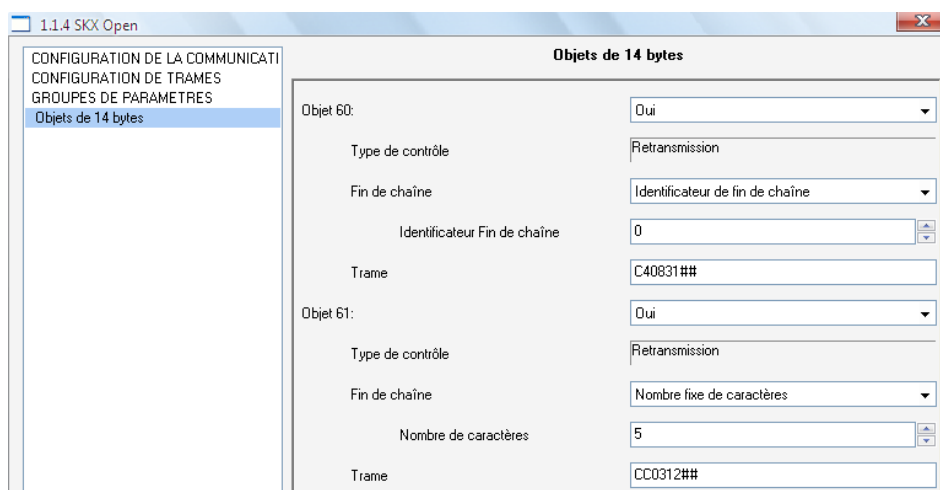 1.1.4 SKX Open
CONFIGURATION DE LA COMMUNICATI
CONFIGURATION DE TRAMES
GROUPES DE PARAMETRES
Objets de 14 bytes
Objets de 14 bytes
Objet 60: Oui
Type de contrôle Retransmission
Fin de chaîne Identificateur de fin de chaîne
Identificateur Fin de chaîne 0
Trame C40831##
Objet 61: Oui
Type de contrôle Retransmission
Fin de chaîne Nombre fixe de caractères
Nombre de caractères 5
Trame CC0312##